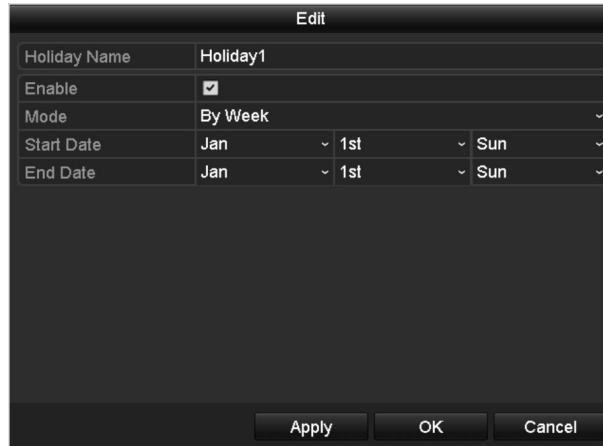 Edit
Holiday Name Holiday1
Enable
Mode By Week
Start Date Jan 1st Sun
End Date Jan 1st Sun
Apply OK Cancel